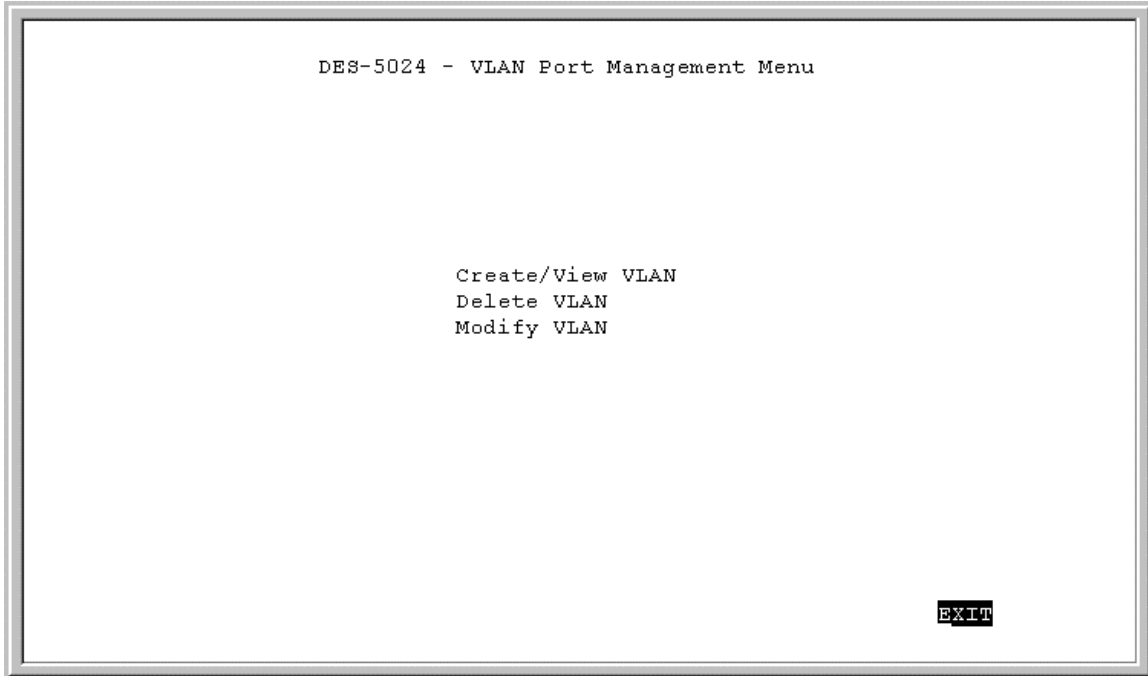 DES-5024 - VLAN Port Management Menu
Create/View VLAN
Delete VLAN
Modify VLAN
EXIT